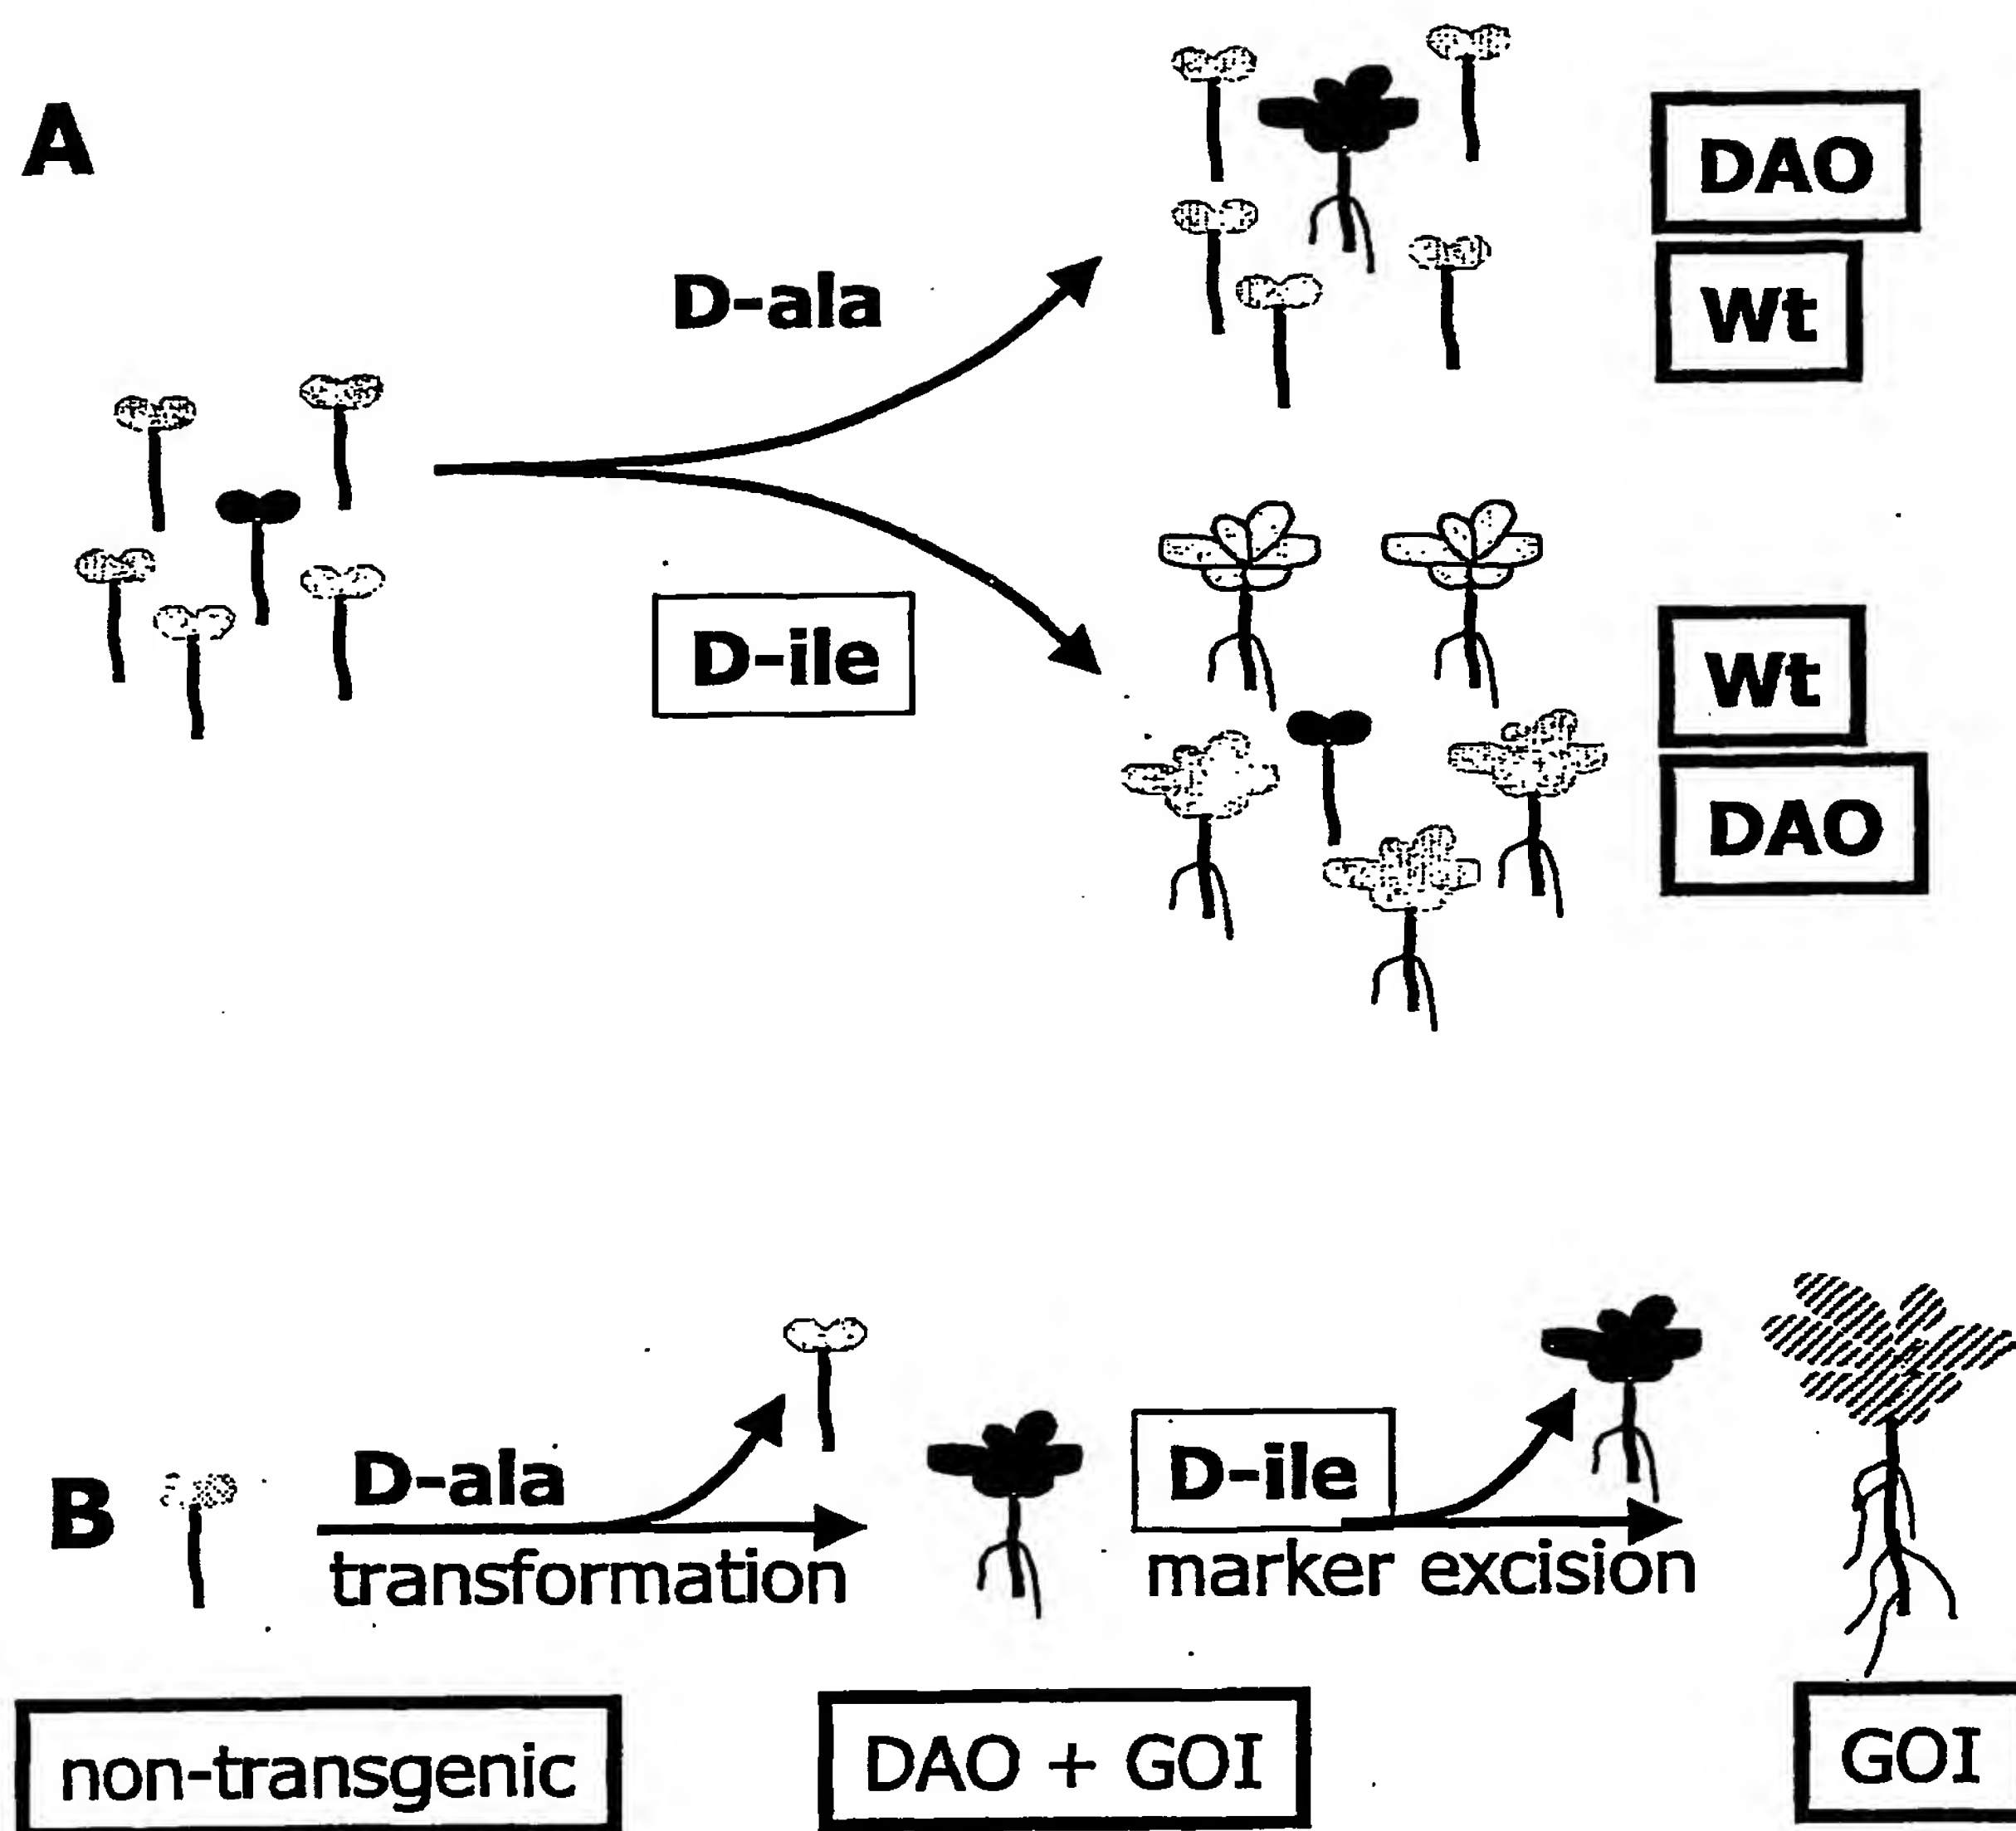 A
DAO
Wt
D-ala
D-ile
Wt
DAO
B
D-ala
transformation
D-ile
marker excision
non-transgenic
DAO + GOI
GOI